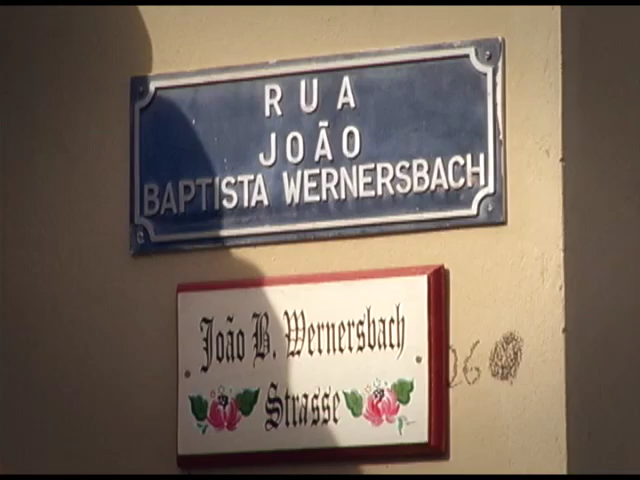 RUA
JOÃO
BAPTISTA WERNERSBACH
João B. Wernersbach
Strasse